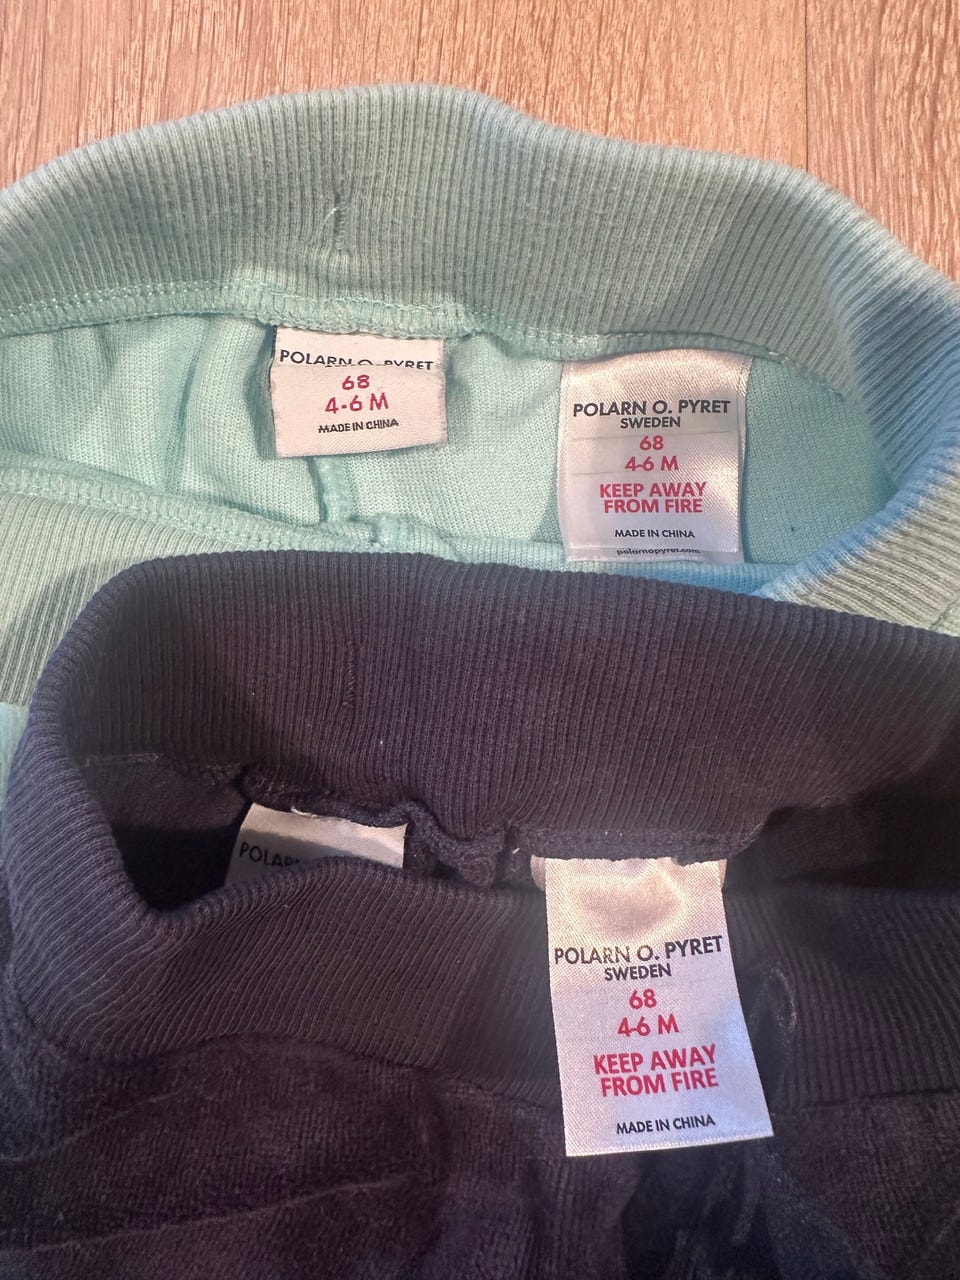 POLARN O. PYRET
68
4-6 M
MADE IN CHINA
POLARN O. PYRET
SWEDEN
68
4-6 M
KEEP AWAY
FROM FIRE
MADE IN CHINA
polarnopyret.com
POLARN O. PYRET
SWEDEN
68
4-6 M
KEEP AWAY
FROM FIRE
MADE IN CHINA